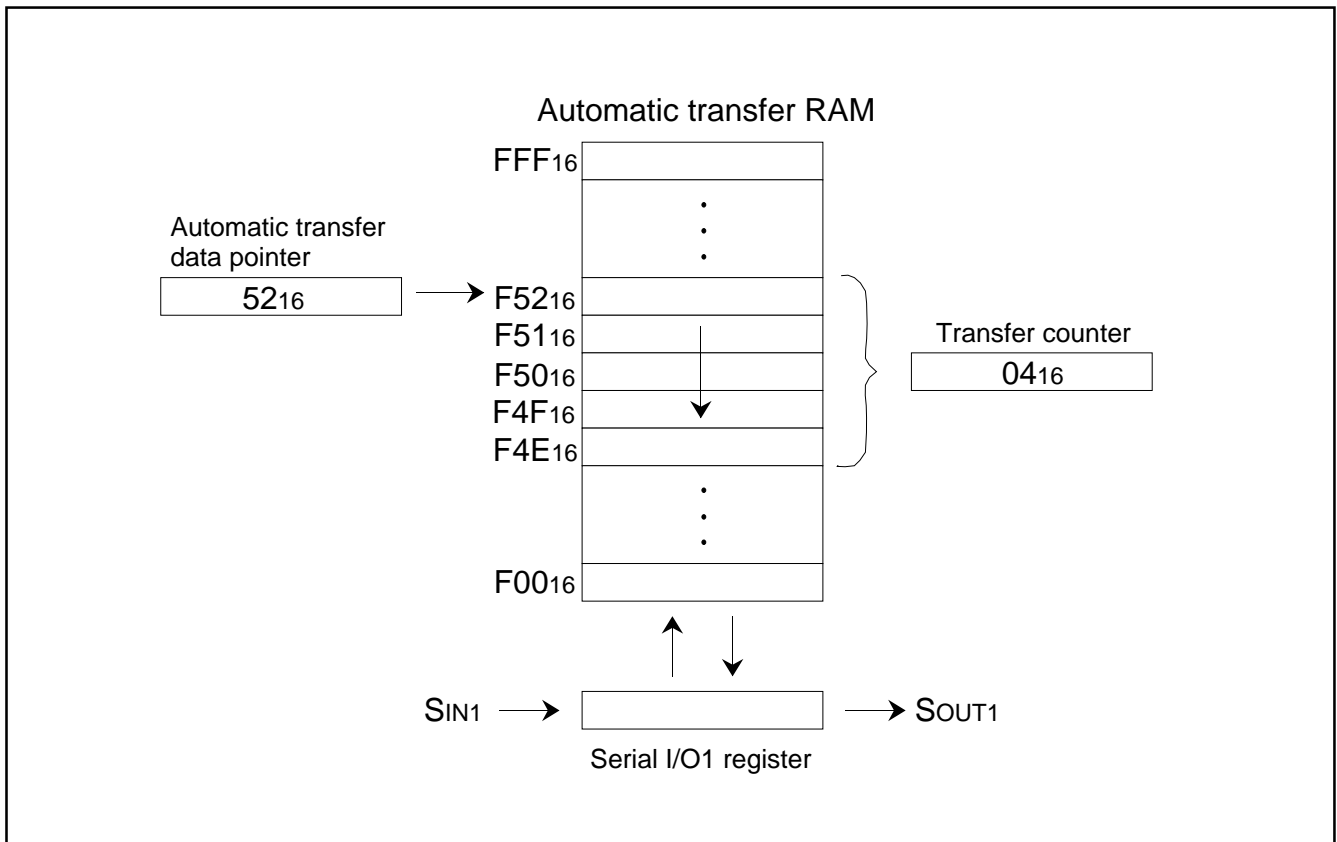 Automatic transfer RAM
FFF16
Automatic transfer
data pointer
5216
F5216
F5116
F5016
F4F16
F4E16
Transfer counter
0416
F0016
SIN1
SOUT1
Serial I/O1 register